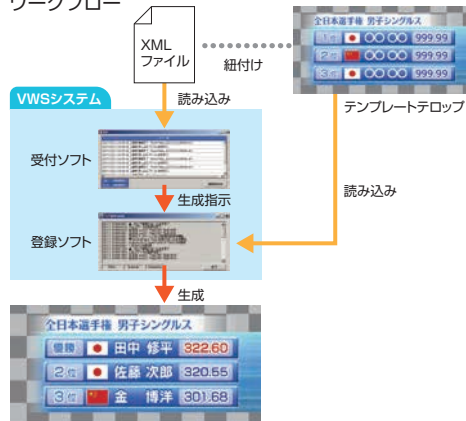 ワークフロー
XML
ファイル
紐付け
全日本選手権 男子シングルス
1位 〇〇 〇〇 999.99
2位 〇〇 〇〇 999.99
3位 〇〇 〇〇 999.99
テンプレートテロップ
VWSシステム
読み込み
受付ソフト
生成指示
読み込み
登録ソフト
生成
全日本選手権 男子シングルス
優勝 田中 修平 322.60
2位 佐藤 次郎 320.55
3位 金 博洋 301.68